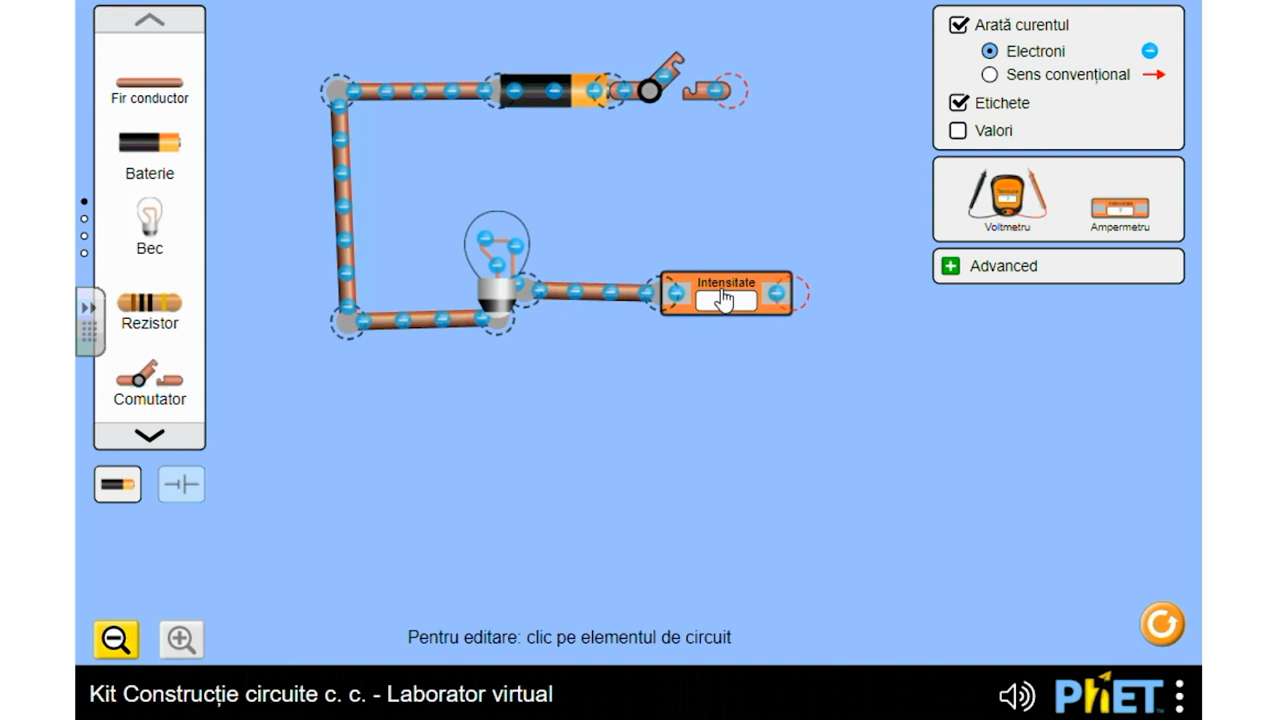 Fir conductor
Baterie
Bec
Rezistor
Comutator
Intensitate
Arată curentul
Electroni
Sens convențional
Etichete
Valori
Voltmetru
Ampermetru
Advanced
Pentru editare: clic pe elementul de circuit
Kit Construcție circuite c. c. - Laborator virtual
PhET